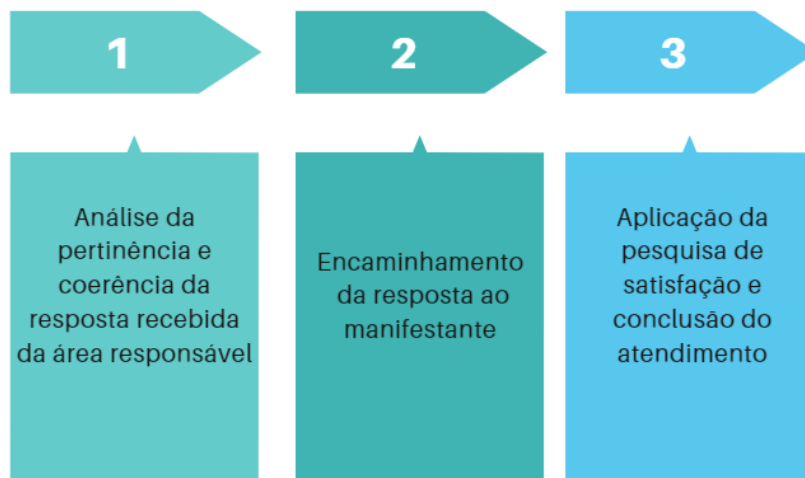 1
Análise da
pertinência e
coerência da
resposta recebida
da área responsável
2
Encaminhamento
da resposta ao
manifestante
3
Aplicação da
pesquisa de
satisfação e
conclusão do
atendimento